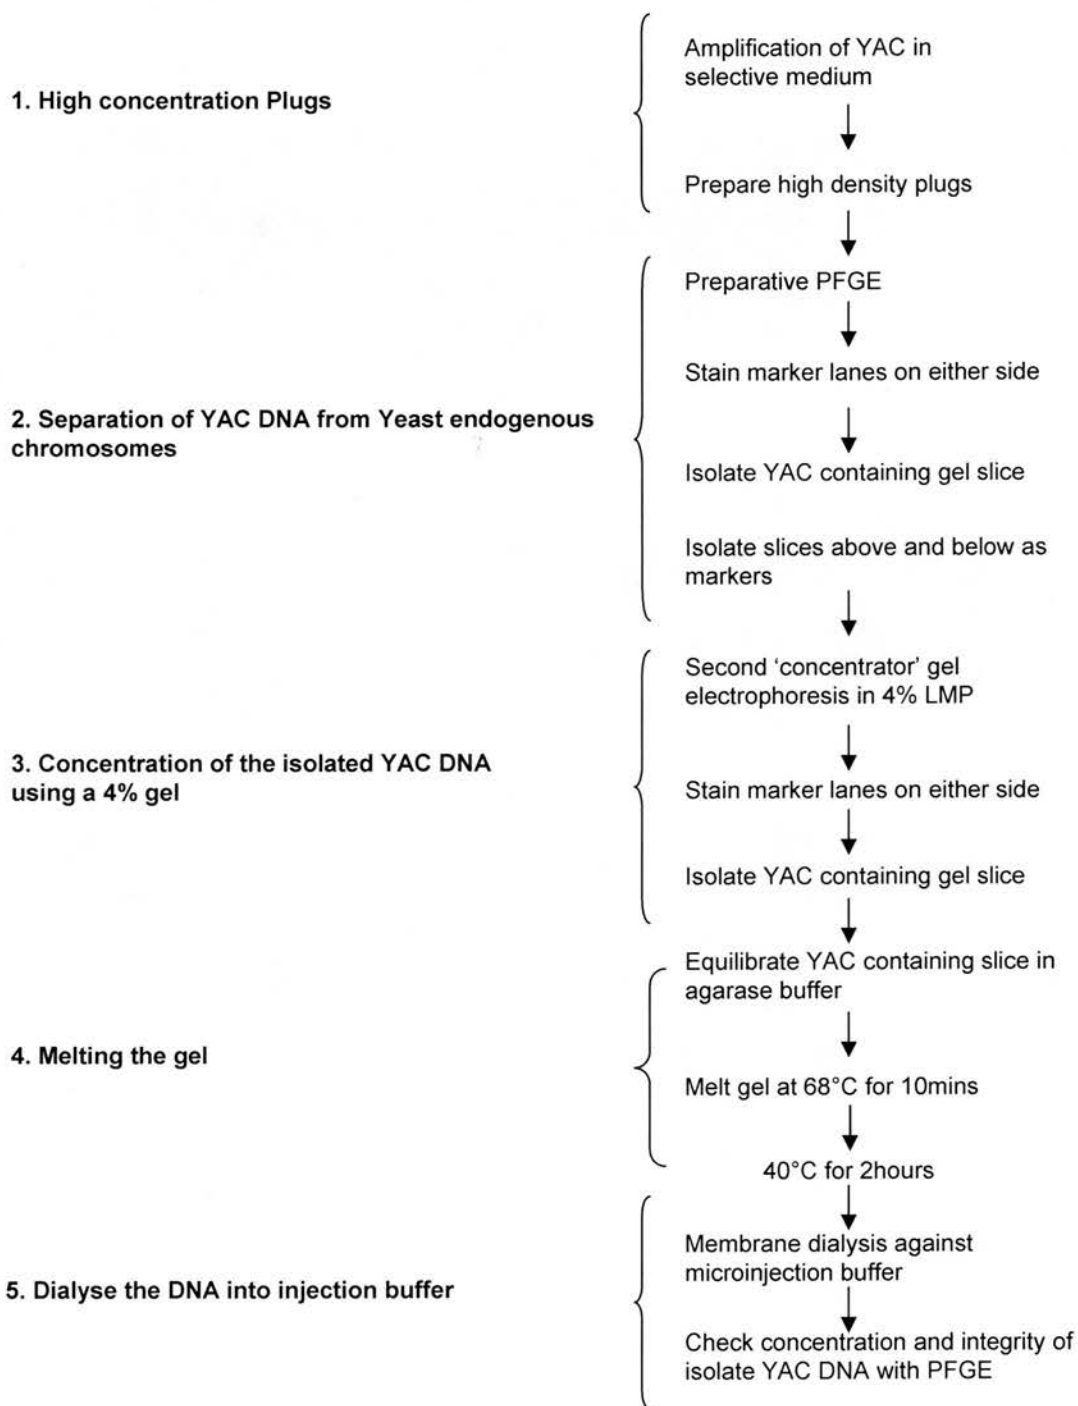 1. High concentration Plugs
Amplification of YAC in
selective medium
Prepare high density plugs
2. Separation of YAC DNA from Yeast endogenous
chromosomes
Preparative PFGE
Stain marker lanes on either side
Isolate YAC containing gel slice
Isolate slices above and below as
markers
3. Concentration of the isolated YAC DNA
using a 4% gel
Second ‘concentrator’ gel
electrophoresis in 4% LMP
Stain marker lanes on either side
Isolate YAC containing gel slice
4. Melting the gel
Equilibrate YAC containing slice in
agarase buffer
Melt gel at 68°C for 10mins
40°C for 2hours
5. Dialyse the DNA into injection buffer
Membrane dialysis against
microinjection buffer
Check concentration and integrity of
isolate YAC DNA with PFGE